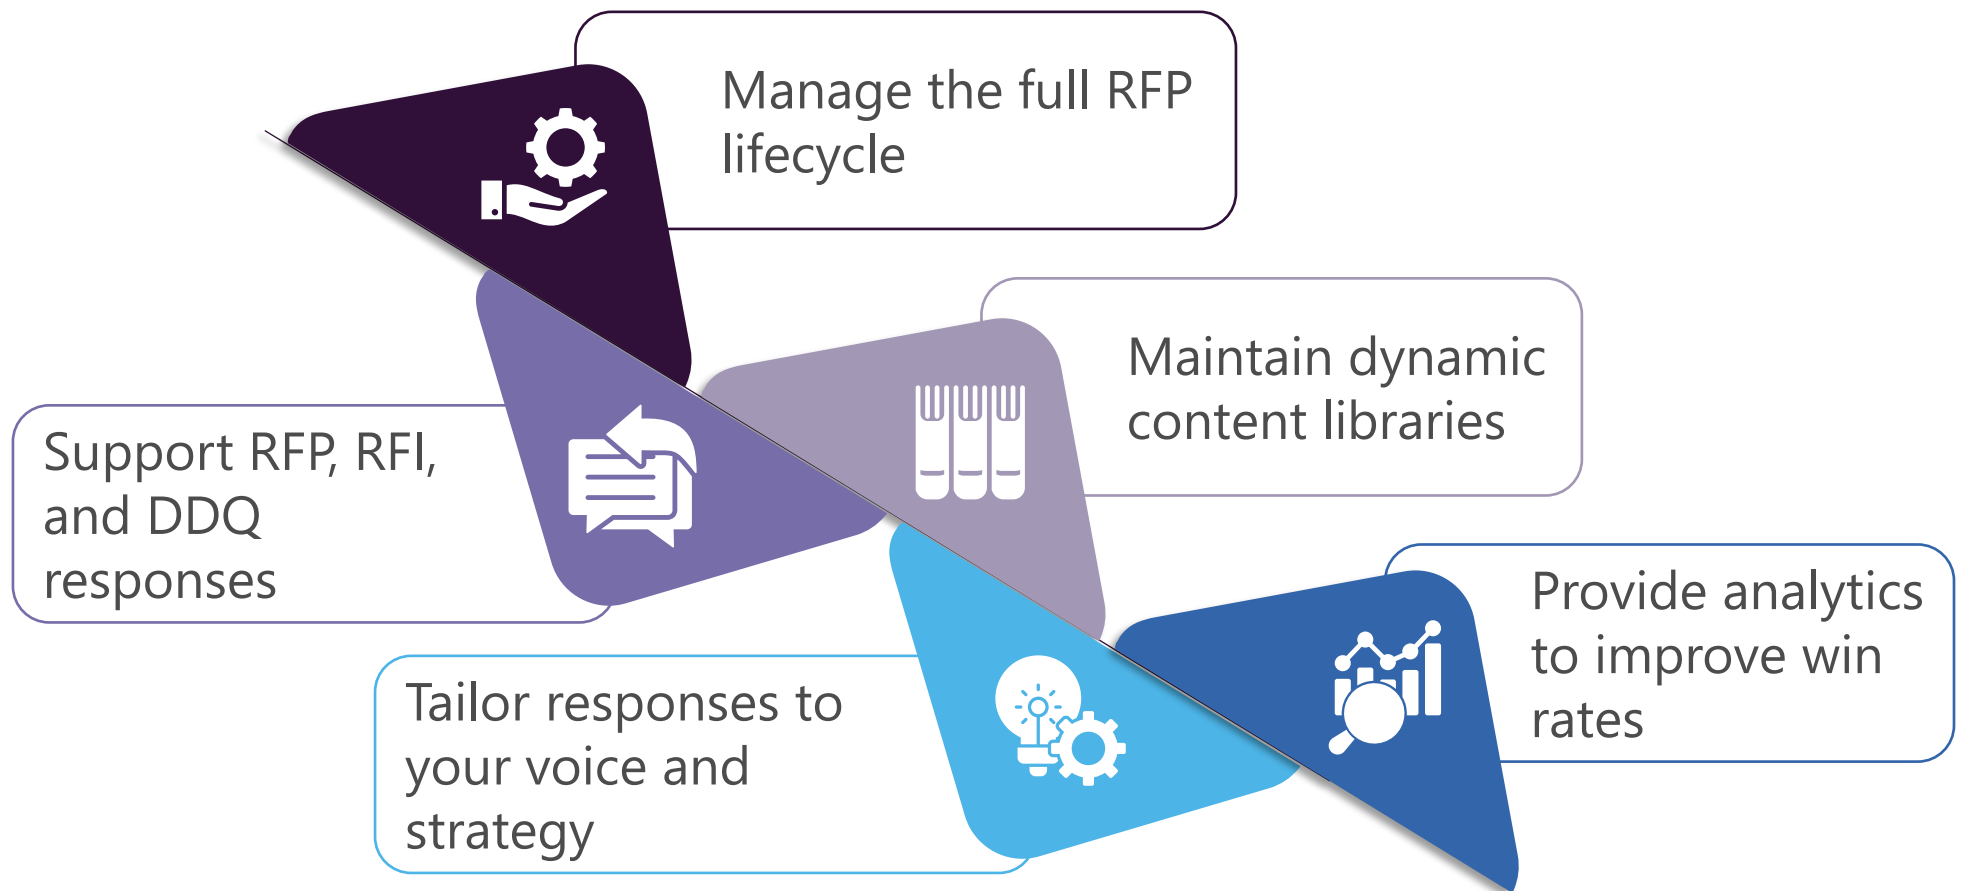 Manage the full RFP
lifecycle
Support RFP, RFI,
and DDQ
responses
Maintain dynamic
content libraries
Tailor responses to
your voice and
strategy
Provide analytics
to improve win
rates